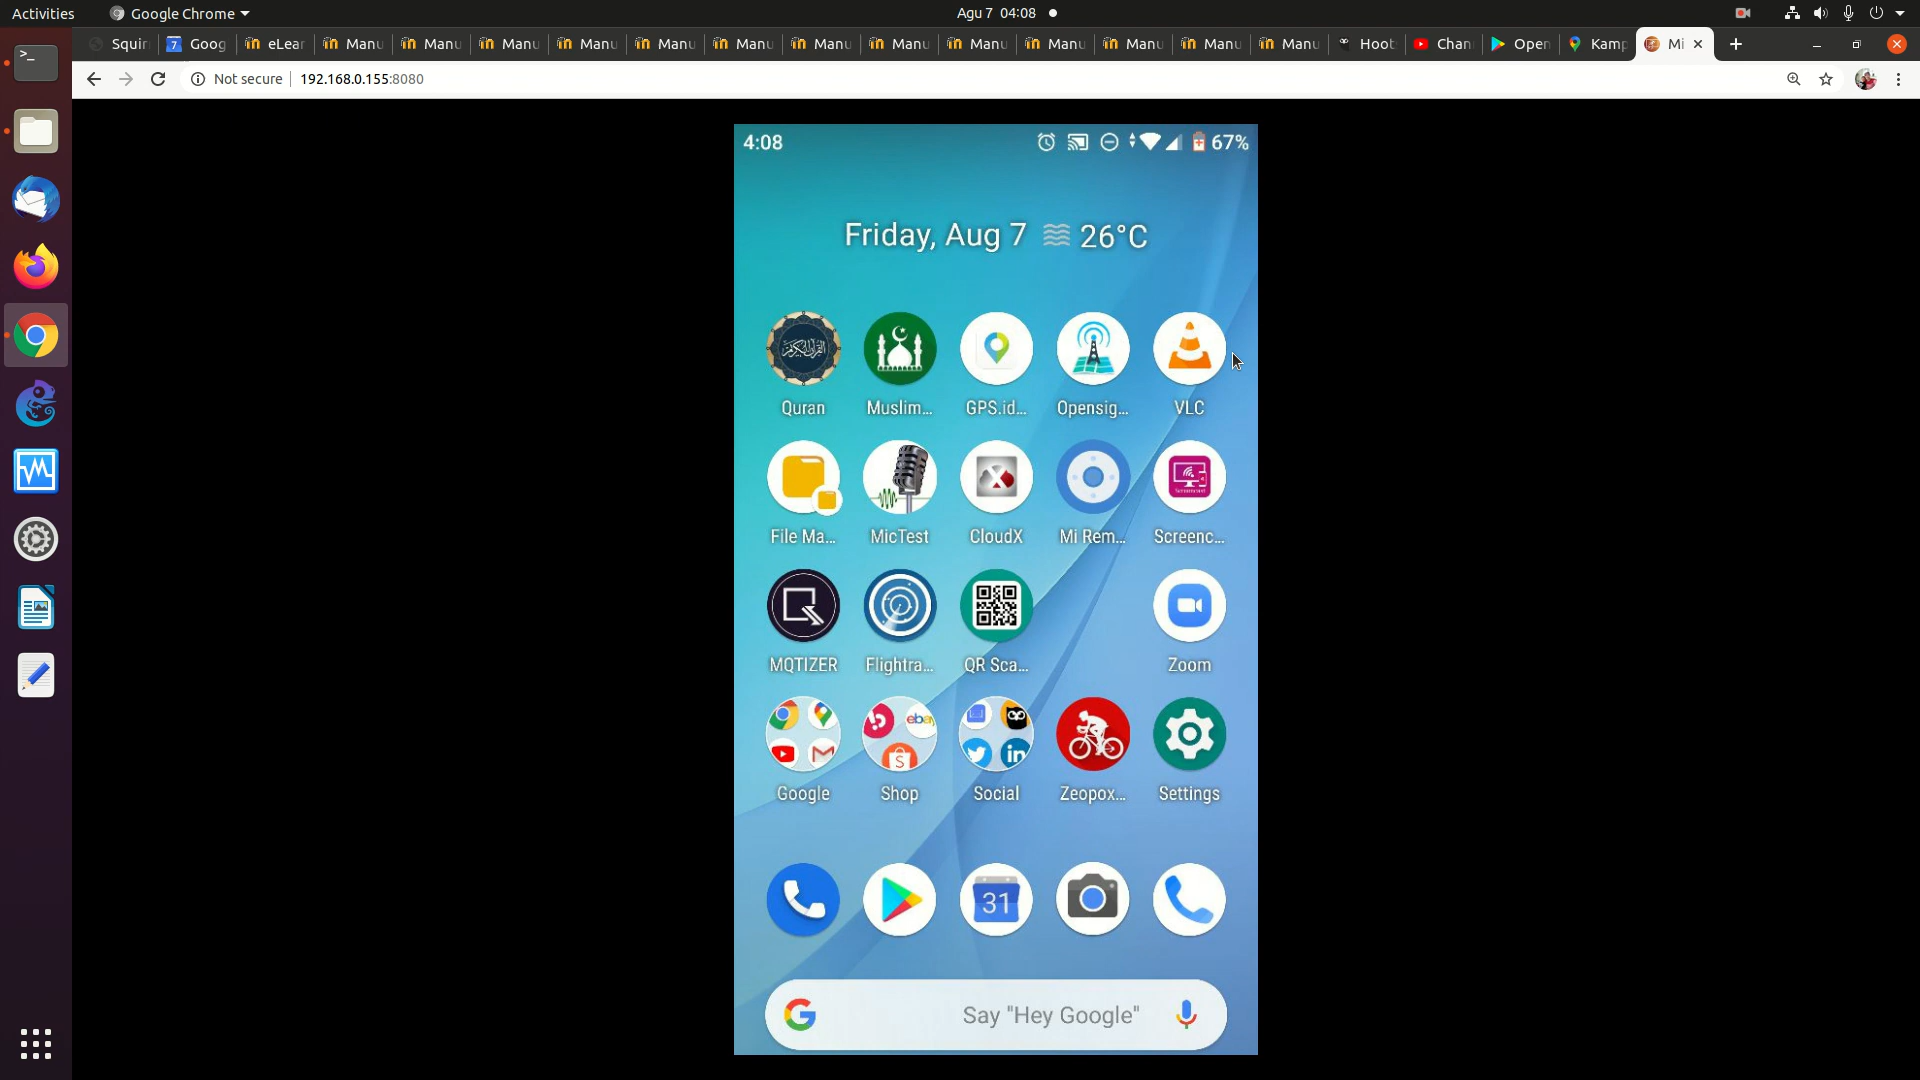 Activities Google Chrome Agu 7 04:08
Squir Goog eLear Manu Manu Manu Manu Manu Manu Manu Manu Manu Manu Manu Manu Manu Hoot Chan Open Kamp Mi
Not secure 192.168.0.155:8080
4:08 67%
Friday, Aug 7 26°C
Quran Muslim... GPS.id... Opensig... VLC
File Ma... MicTest CloudX Mi Rem... Screenc...
MQTIZER Flightra... QR Sca... Zoom
ebay
Google Shop Social Zeopox... Settings
31
Say "Hey Google"